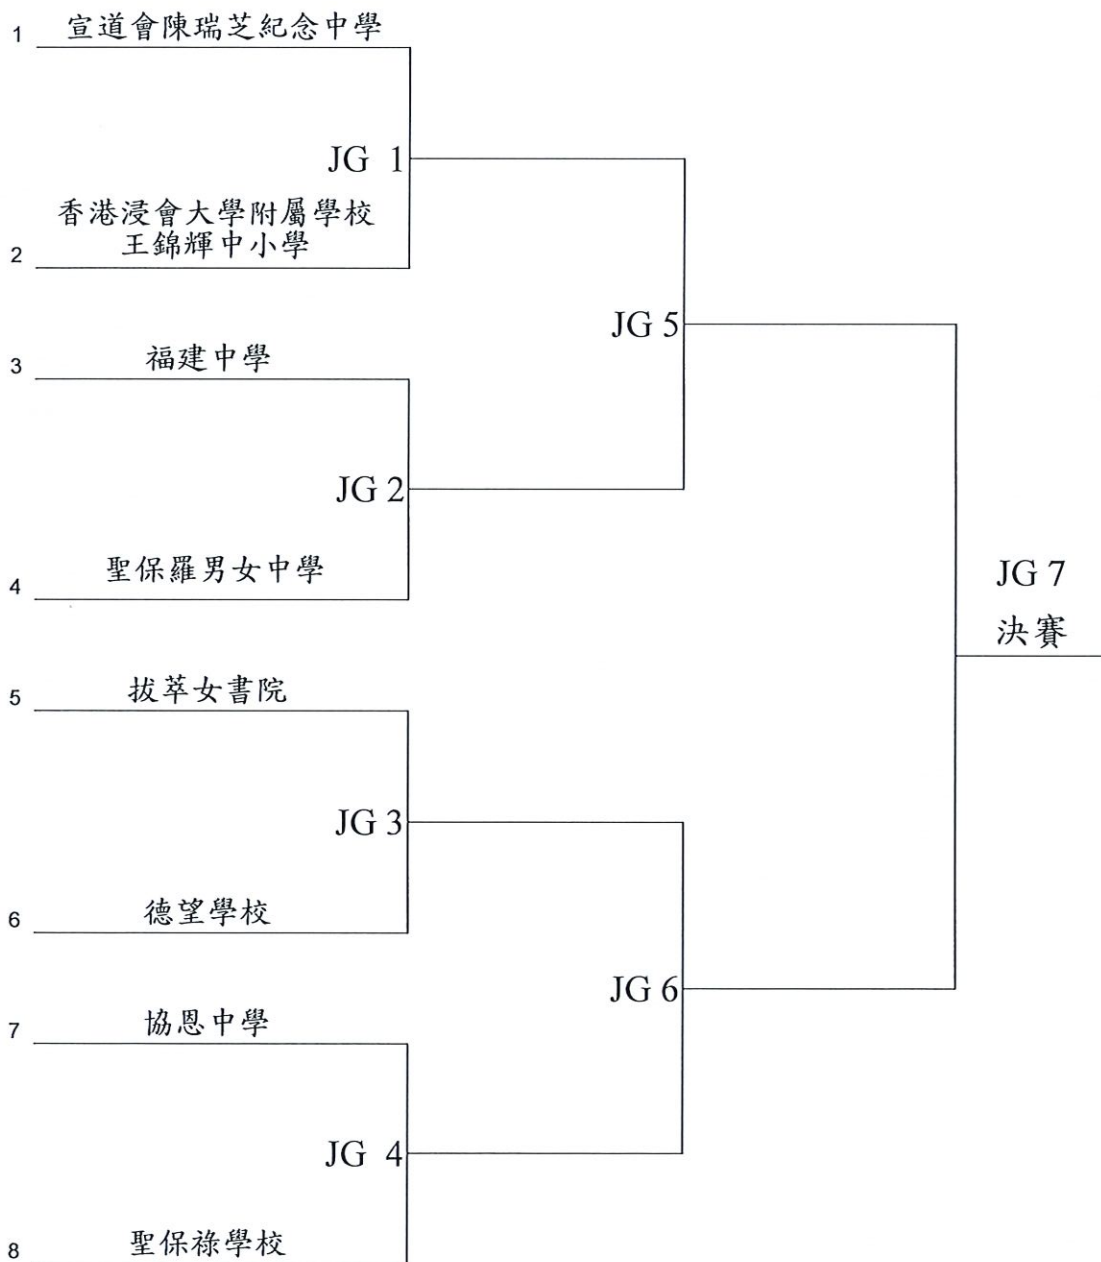 1 宣道會陳瑞芝紀念中學
JG 1
香港浸會大學附屬學校
王錦輝中小學
2
JG 5
3 福建中學
JG 2
4 聖保羅男女中學
JG 7
決賽
5 拔萃女書院
JG 3
6 德望學校
JG 6
7 協恩中學
JG 4
8 聖保祿學校